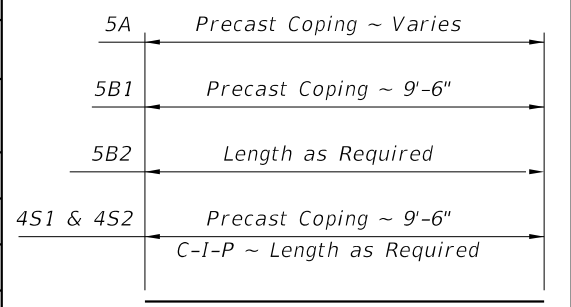 5A Precast Coping ~ Varies
5B1 Precast Coping ~ 9'-6"
5B2 Length as Required
4S1 & 4S2 Precast Coping ~ 9'-6"
C-I-P ~ Length as Required